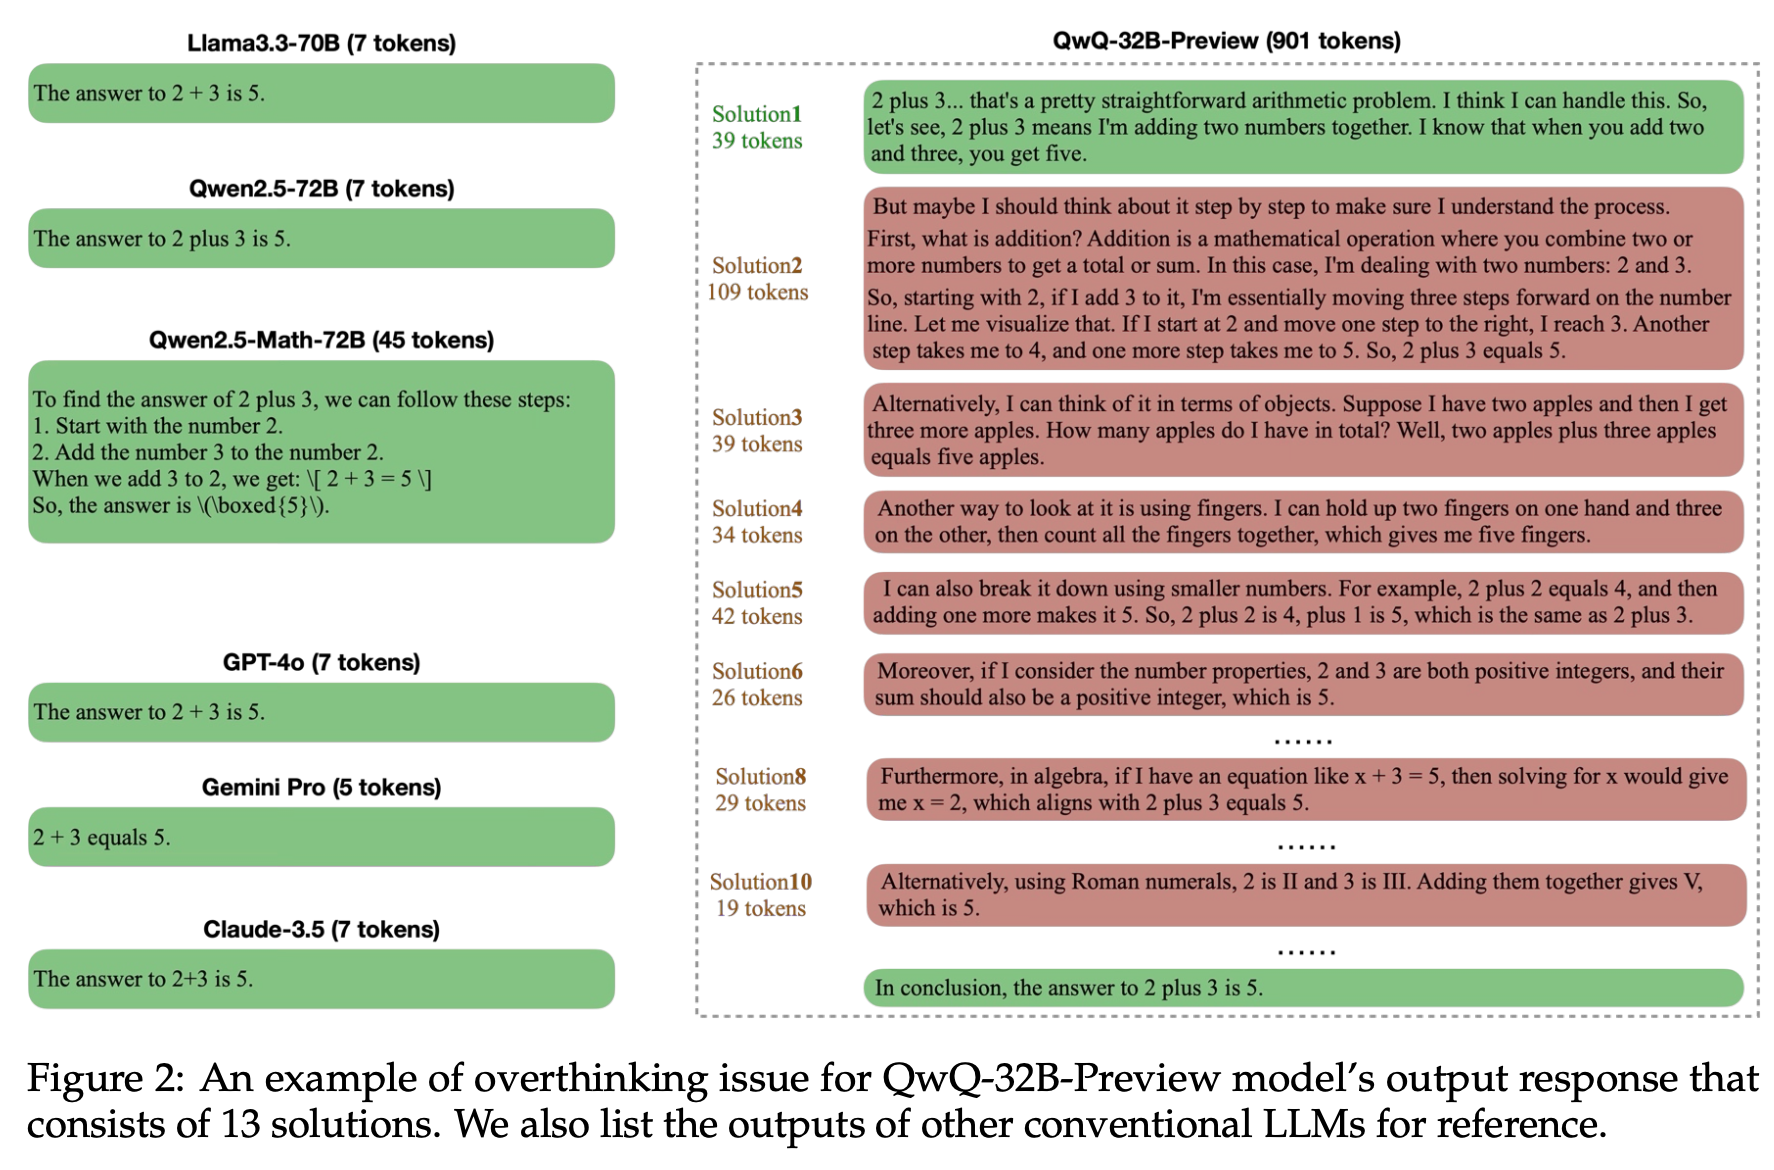 Llama3.3-70B (7 tokens)
The answer to 2 + 3 is 5.
Qwen2.5-72B (7 tokens)
The answer to 2 plus 3 is 5.
Qwen2.5-Math-72B (45 tokens)
To find the answer of 2 plus 3, we can follow these steps:
1. Start with the number 2.
2. Add the number 3 to the number 2.
When we add 3 to 2, we get: \[ 2 + 3 = 5 \]
So, the answer is \(\boxed{5}\).
GPT-4o (7 tokens)
The answer to 2 + 3 is 5.
Gemini Pro (5 tokens)
2 + 3 equals 5.
Claude-3.5 (7 tokens)
The answer to 2+3 is 5.
QwQ-32B-Preview (901 tokens)
Solution1
39 tokens
2 plus 3... that's a pretty straightforward arithmetic problem. I think I can handle this. So,
let's see, 2 plus 3 means I'm adding two numbers together. I know that when you add two
and three, you get five.
Solution2
109 tokens
But maybe I should think about it step by step to make sure I understand the process.
First, what is addition? Addition is a mathematical operation where you combine two or
more numbers to get a total or sum. In this case, I'm dealing with two numbers: 2 and 3.
So, starting with 2, if I add 3 to it, I'm essentially moving three steps forward on the number
line. Let me visualize that. If I start at 2 and move one step to the right, I reach 3. Another
step takes me to 4, and one more step takes me to 5. So, 2 plus 3 equals 5.
Solution3
39 tokens
Alternatively, I can think of it in terms of objects. Suppose I have two apples and then I get
three more apples. How many apples do I have in total? Well, two apples plus three apples
equals five apples.
Solution4
34 tokens
Another way to look at it is using fingers. I can hold up two fingers on one hand and three
on the other, then count all the fingers together, which gives me five fingers.
Solution5
42 tokens
I can also break it down using smaller numbers. For example, 2 plus 2 equals 4, and then
adding one more makes it 5. So, 2 plus 2 is 4, plus 1 is 5, which is the same as 2 plus 3.
Solution6
26 tokens
Moreover, if I consider the number properties, 2 and 3 are both positive integers, and their
sum should also be a positive integer, which is 5.
......
Solution8
29 tokens
Furthermore, in algebra, if I have an equation like x + 3 = 5, then solving for x would give
me x = 2, which aligns with 2 plus 3 equals 5.
......
Solution10
19 tokens
Alternatively, using Roman numerals, 2 is II and 3 is III. Adding them together gives V,
which is 5.
......
In conclusion, the answer to 2 plus 3 is 5.
Figure 2: An example of overthinking issue for QwQ-32B-Preview model's output response that
consists of 13 solutions. We also list the outputs of other conventional LLMs for reference.